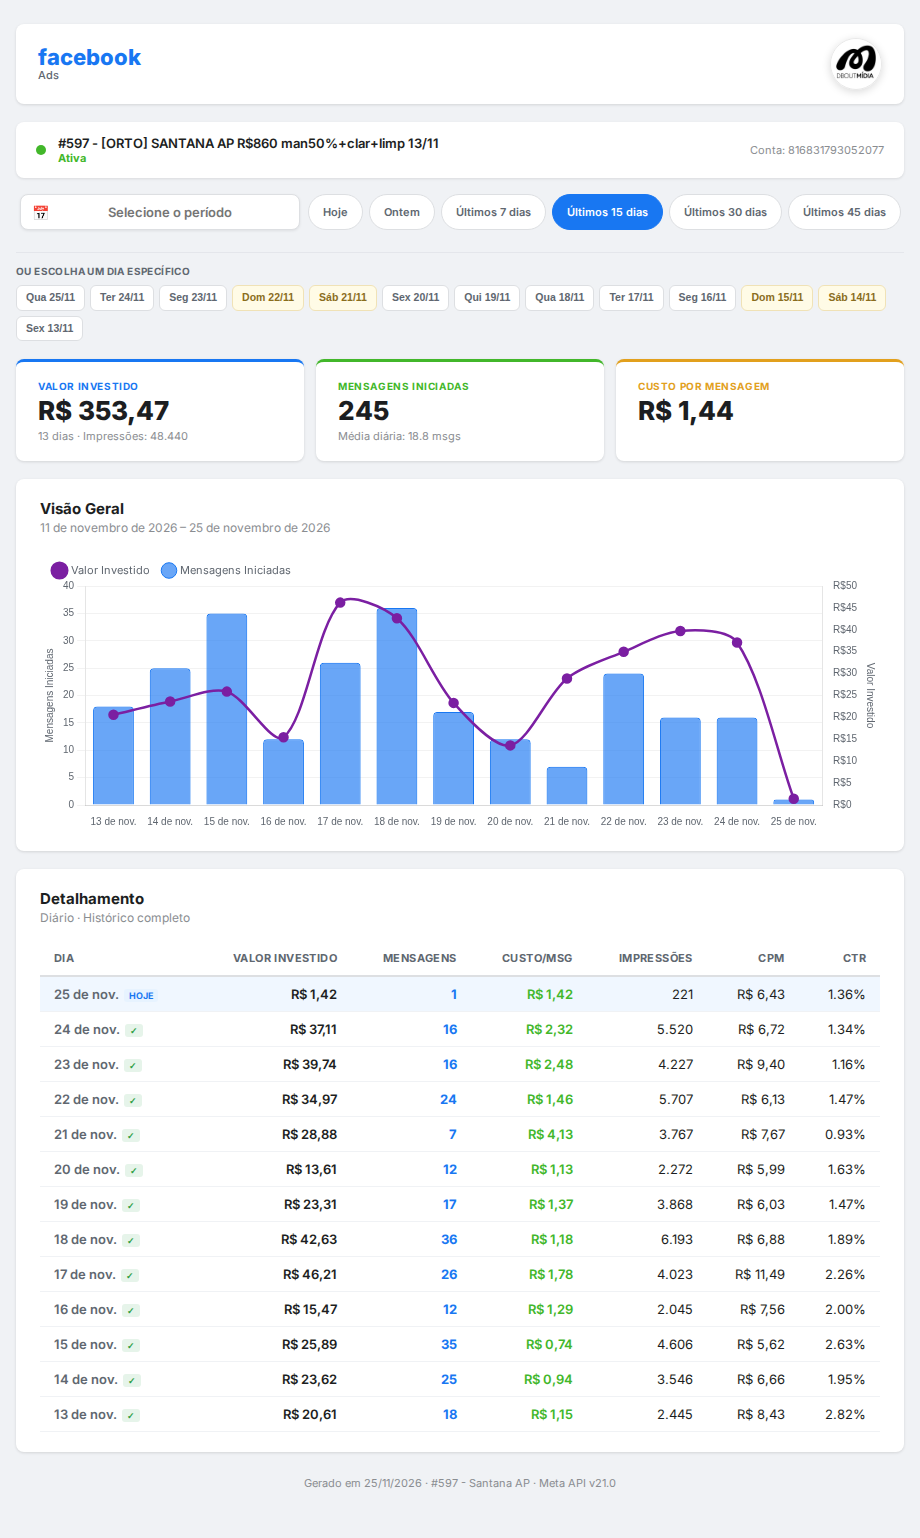 facebook
Ads
DBOUTMÍDIA
#597 - [ORTO] SANTANA AP R$860 man50%+clar+limp 13/11
Ativa
Conta: 816831793052077
Selecione o período
Hoje
Ontem
Últimos 7 dias
Últimos 15 dias
Últimos 30 dias
Últimos 45 dias
OU ESCOLHA UM DIA ESPECÍFICO
Qua 25/11 Ter 24/11 Seg 23/11 Dom 22/11 Sáb 21/11 Sex 20/11 Qui 19/11 Qua 18/11 Ter 17/11 Seg 16/11 Dom 15/11 Sáb 14/11
Sex 13/11
VALOR INVESTIDO
R$ 353,47
13 dias · Impressões: 48.440
MENSAGENS INICIADAS
245
Média diária: 18.8 msgs
CUSTO POR MENSAGEM
R$ 1,44
Visão Geral
11 de novembro de 2026 – 25 de novembro de 2026
Valor Investido Mensagens Iniciadas
Mensagens Iniciadas
40
35
30
25
20
15
10
5
0
R$50
R$45
R$40
R$35
R$30
R$25
R$20
R$15
R$10
R$5
R$0
Valor Investido
13 de nov. 14 de nov. 15 de nov. 16 de nov. 17 de nov. 18 de nov. 19 de nov. 20 de nov. 21 de nov. 22 de nov. 23 de nov. 24 de nov. 25 de nov.
Detalhamento
Diário · Histórico completo
DIA VALOR INVESTIDO MENSAGENS CUSTO/MSG IMPRESSÕES CPM CTR
25 de nov. HOJE R$ 1,42 1 R$ 1,42 221 R$ 6,43 1.36%
24 de nov. ✓ R$ 37,11 16 R$ 2,32 5.520 R$ 6,72 1.34%
23 de nov. ✓ R$ 39,74 16 R$ 2,48 4.227 R$ 9,40 1.16%
22 de nov. ✓ R$ 34,97 24 R$ 1,46 5.707 R$ 6,13 1.47%
21 de nov. ✓ R$ 28,88 7 R$ 4,13 3.767 R$ 7,67 0.93%
20 de nov. ✓ R$ 13,61 12 R$ 1,13 2.272 R$ 5,99 1.63%
19 de nov. ✓ R$ 23,31 17 R$ 1,37 3.868 R$ 6,03 1.47%
18 de nov. ✓ R$ 42,63 36 R$ 1,18 6.193 R$ 6,88 1.89%
17 de nov. ✓ R$ 46,21 26 R$ 1,78 4.023 R$ 11,49 2.26%
16 de nov. ✓ R$ 15,47 12 R$ 1,29 2.045 R$ 7,56 2.00%
15 de nov. ✓ R$ 25,89 35 R$ 0,74 4.606 R$ 5,62 2.63%
14 de nov. ✓ R$ 23,62 25 R$ 0,94 3.546 R$ 6,66 1.95%
13 de nov. ✓ R$ 20,61 18 R$ 1,15 2.445 R$ 8,43 2.82%
Gerado em 25/11/2026 · #597 - Santana AP · Meta API v21.0